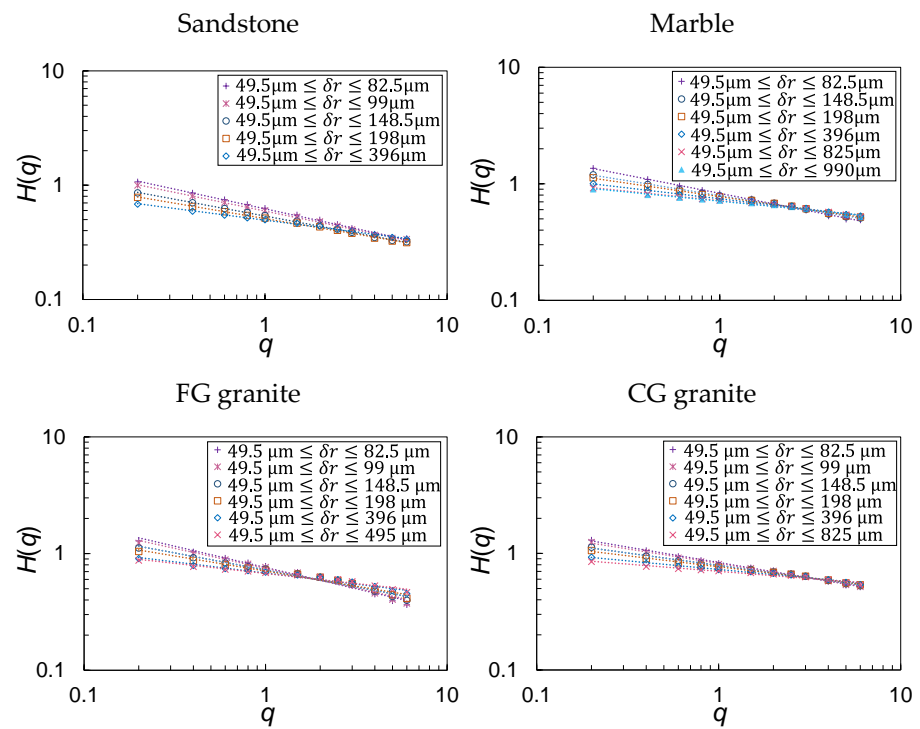 Sandstone
10
1
0.1
H(q)
49.5μm ≤ δr ≤ 82.5μm
49.5μm ≤ δr ≤ 99μm
49.5μm ≤ δr ≤ 148.5μm
49.5μm ≤ δr ≤ 198μm
49.5μm ≤ δr ≤ 396μm
0.1
1
10
q
Marble
10
1
0.1
H(q)
49.5μm ≤ δr ≤ 82.5μm
49.5μm ≤ δr ≤ 148.5μm
49.5μm ≤ δr ≤ 198μm
49.5μm ≤ δr ≤ 396μm
49.5μm ≤ δr ≤ 825μm
49.5μm ≤ δr ≤ 990μm
0.1
1
10
q
FG granite
10
1
0.1
H(q)
49.5 μm ≤ δr ≤ 82.5 μm
49.5 μm ≤ δr ≤ 99 μm
49.5 μm ≤ δr ≤ 148.5 μm
49.5 μm ≤ δr ≤ 198 μm
49.5 μm ≤ δr ≤ 396 μm
49.5 μm ≤ δr ≤ 495 μm
0.1
1
10
q
CG granite
10
1
0.1
H(q)
49.5 μm ≤ δr ≤ 82.5 μm
49.5 μm ≤ δr ≤ 99 μm
49.5 μm ≤ δr ≤ 148.5 μm
49.5 μm ≤ δr ≤ 198 μm
49.5 μm ≤ δr ≤ 396 μm
49.5 μm ≤ δr ≤ 825 μm
0.1
1
10
q